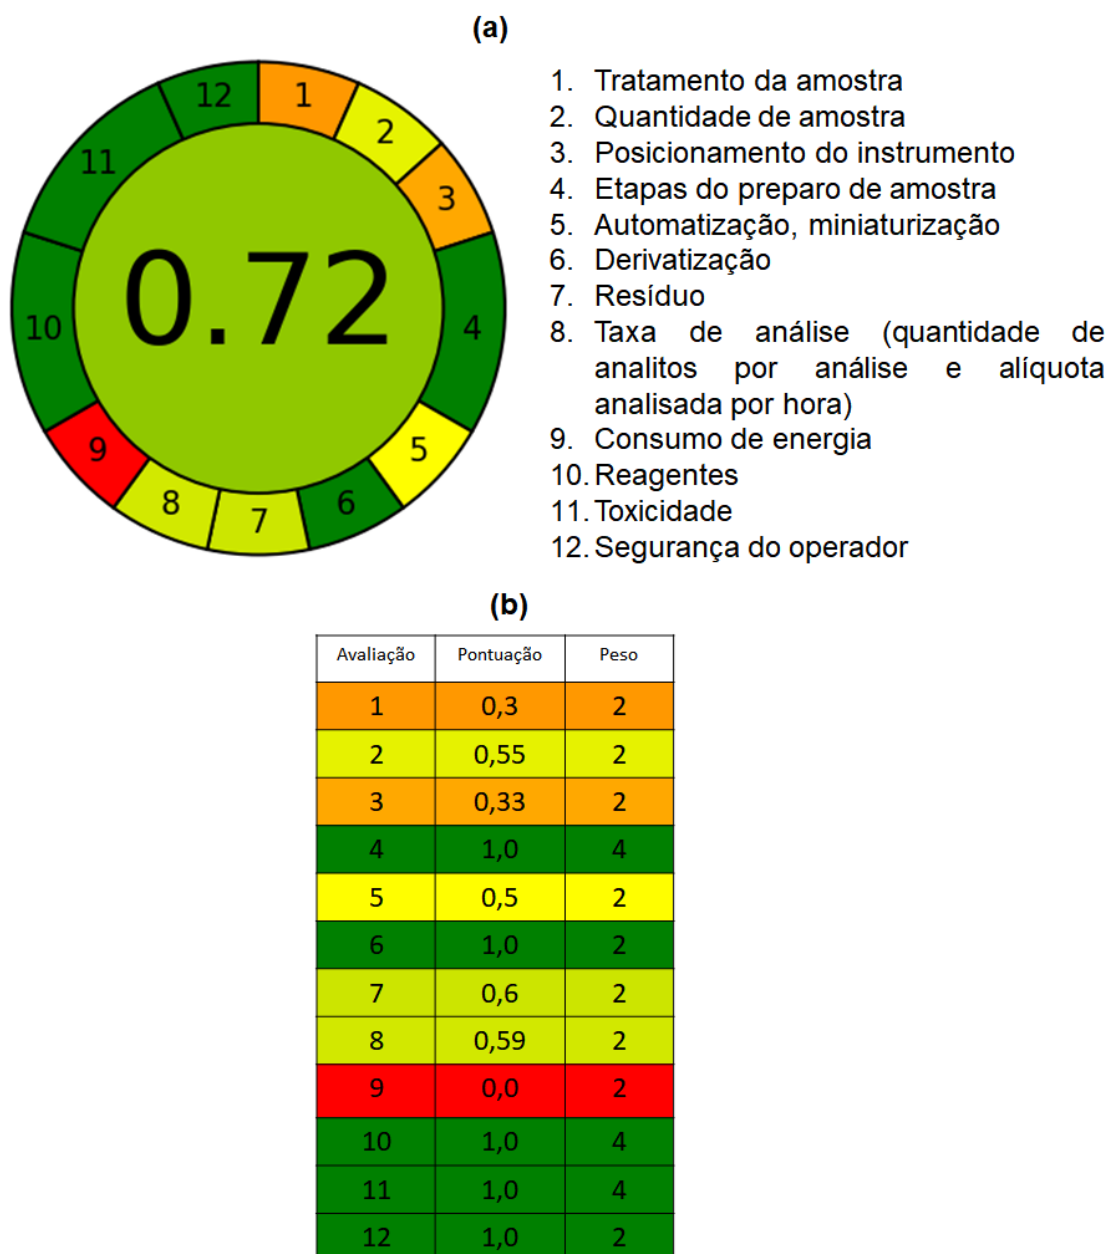 (a)
12
1
2
11
3
0.72
10
4
9
5
8
7
6
1. Tratamento da amostra
2. Quantidade de amostra
3. Posicionamento do instrumento
4. Etapas do preparo de amostra
5. Automatização, miniaturização
6. Derivatização
7. Resíduo
8. Taxa de análise (quantidade de
analitos por análise e alíquota
analisada por hora)
9. Consumo de energia
10. Reagentes
11. Toxicidade
12. Segurança do operador
(b)
Avaliação Pontuação Peso
1 0,3 2
2 0,55 2
3 0,33 2
4 1,0 4
5 0,5 2
6 1,0 2
7 0,6 2
8 0,59 2
9 0,0 2
10 1,0 4
11 1,0 4
12 1,0 2